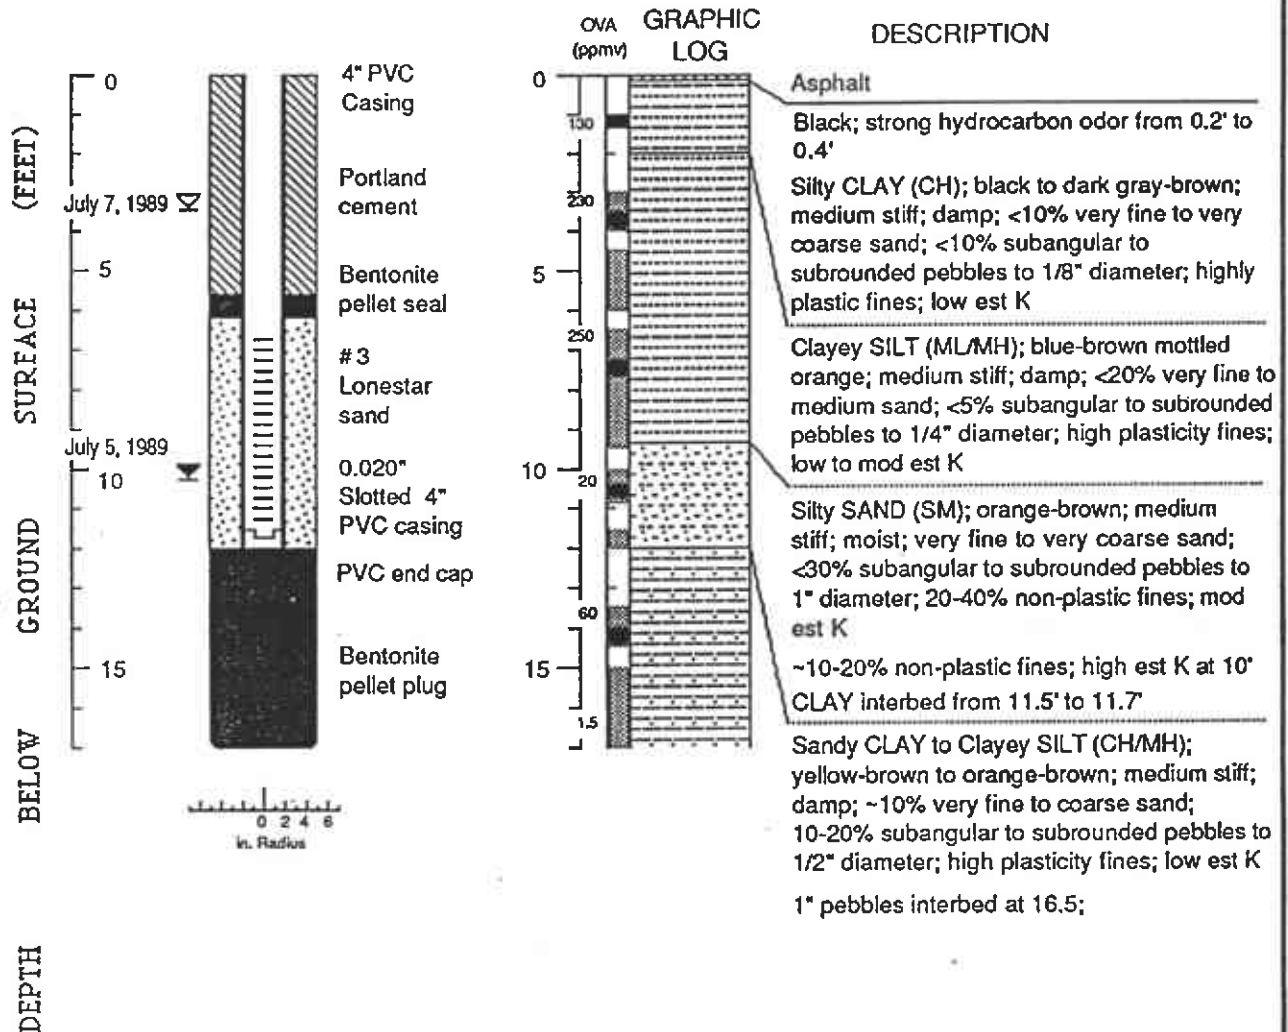 DEPTH BELOW GROUND SURFACE (FEET)
0
July 7, 1989
5
July 5, 1989
10
15
4" PVC
Casing
Portland
cement
Bentonite
pellet seal
#3
Lonestar
sand
0.020"
Slotted 4"
PVC casing
PVC end cap
Bentonite
pellet plug
0 2 4 6
in. Radius
OVA
(ppmv)
0
130
230
5
250
10
20
60
15
1.5
GRAPHIC
LOG
DESCRIPTION
Asphalt
Black; strong hydrocarbon odor from 0.2' to
0.4'
Silty CLAY (CH); black to dark gray-brown;
medium stiff; damp; <10% very fine to very
coarse sand; <10% subangular to
subrounded pebbles to 1/8" diameter; highly
plastic fines; low est K
Clayey SILT (ML/MH); blue-brown mottled
orange; medium stiff; damp; <20% very fine to
medium sand; <5% subangular to subrounded
pebbles to 1/4" diameter; high plasticity fines;
low to mod est K
Silty SAND (SM); orange-brown; medium
stiff; moist; very fine to very coarse sand;
<30% subangular to subrounded pebbles to
1" diameter; 20-40% non-plastic fines; mod
est K
~10-20% non-plastic fines; high est K at 10'
CLAY interbed from 11.5' to 11.7'
Sandy CLAY to Clayey SILT (CH/MH);
yellow-brown to orange-brown; medium stiff;
damp; ~10% very fine to coarse sand;
10-20% subangular to subrounded pebbles to
1/2" diameter; high plasticity fines; low est K
1" pebbles interbed at 16.5;